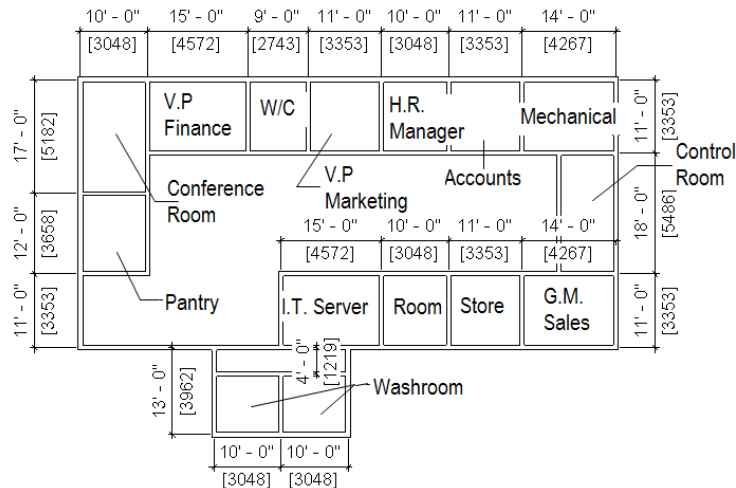 10' - 0" 15' - 0" 9' - 0" 11' - 0" 10' - 0" 11' - 0" 14' - 0"
[3048] [4572] [2743] [3353] [3048] [3353] [4267]
17' - 0"
[5182]
V.P
Finance
W/C
H.R.
Manager
Mechanical
11' - 0"
[3353]
Control
Room
Conference
Room
V.P
Marketing
Accounts
12' - 0"
[3658]
15' - 0" 10' - 0" 11' - 0" 14' - 0"
[4572] [3048] [3353] [4267]
18' - 0"
[5486]
11' - 0"
[3353]
Pantry
I.T. Server
Room
Store
G.M.
Sales
11' - 0"
[3353]
13' - 0"
[3962]
4' - 0"
[1219]
Washroom
10' - 0" 10' - 0"
[3048] [3048]